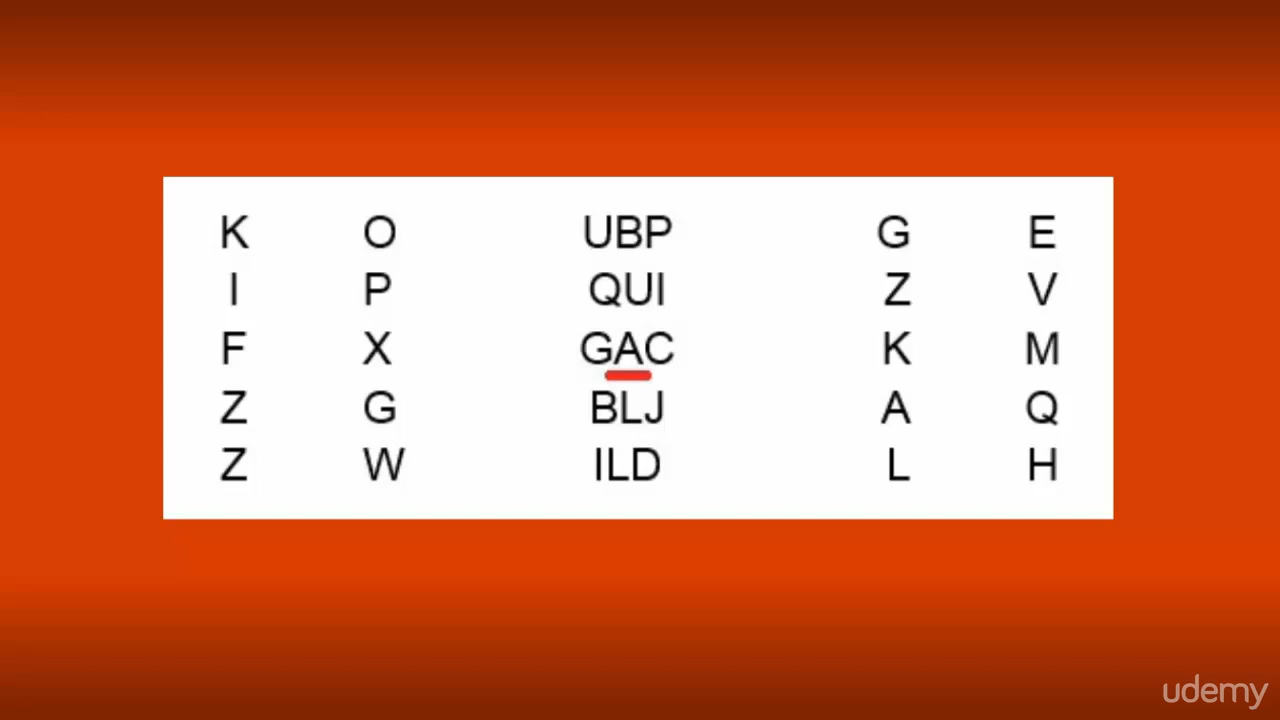 K O UBP G E
I P QUI Z V
F X GAC K M
Z G BLJ A Q
Z W ILD L H
udemy